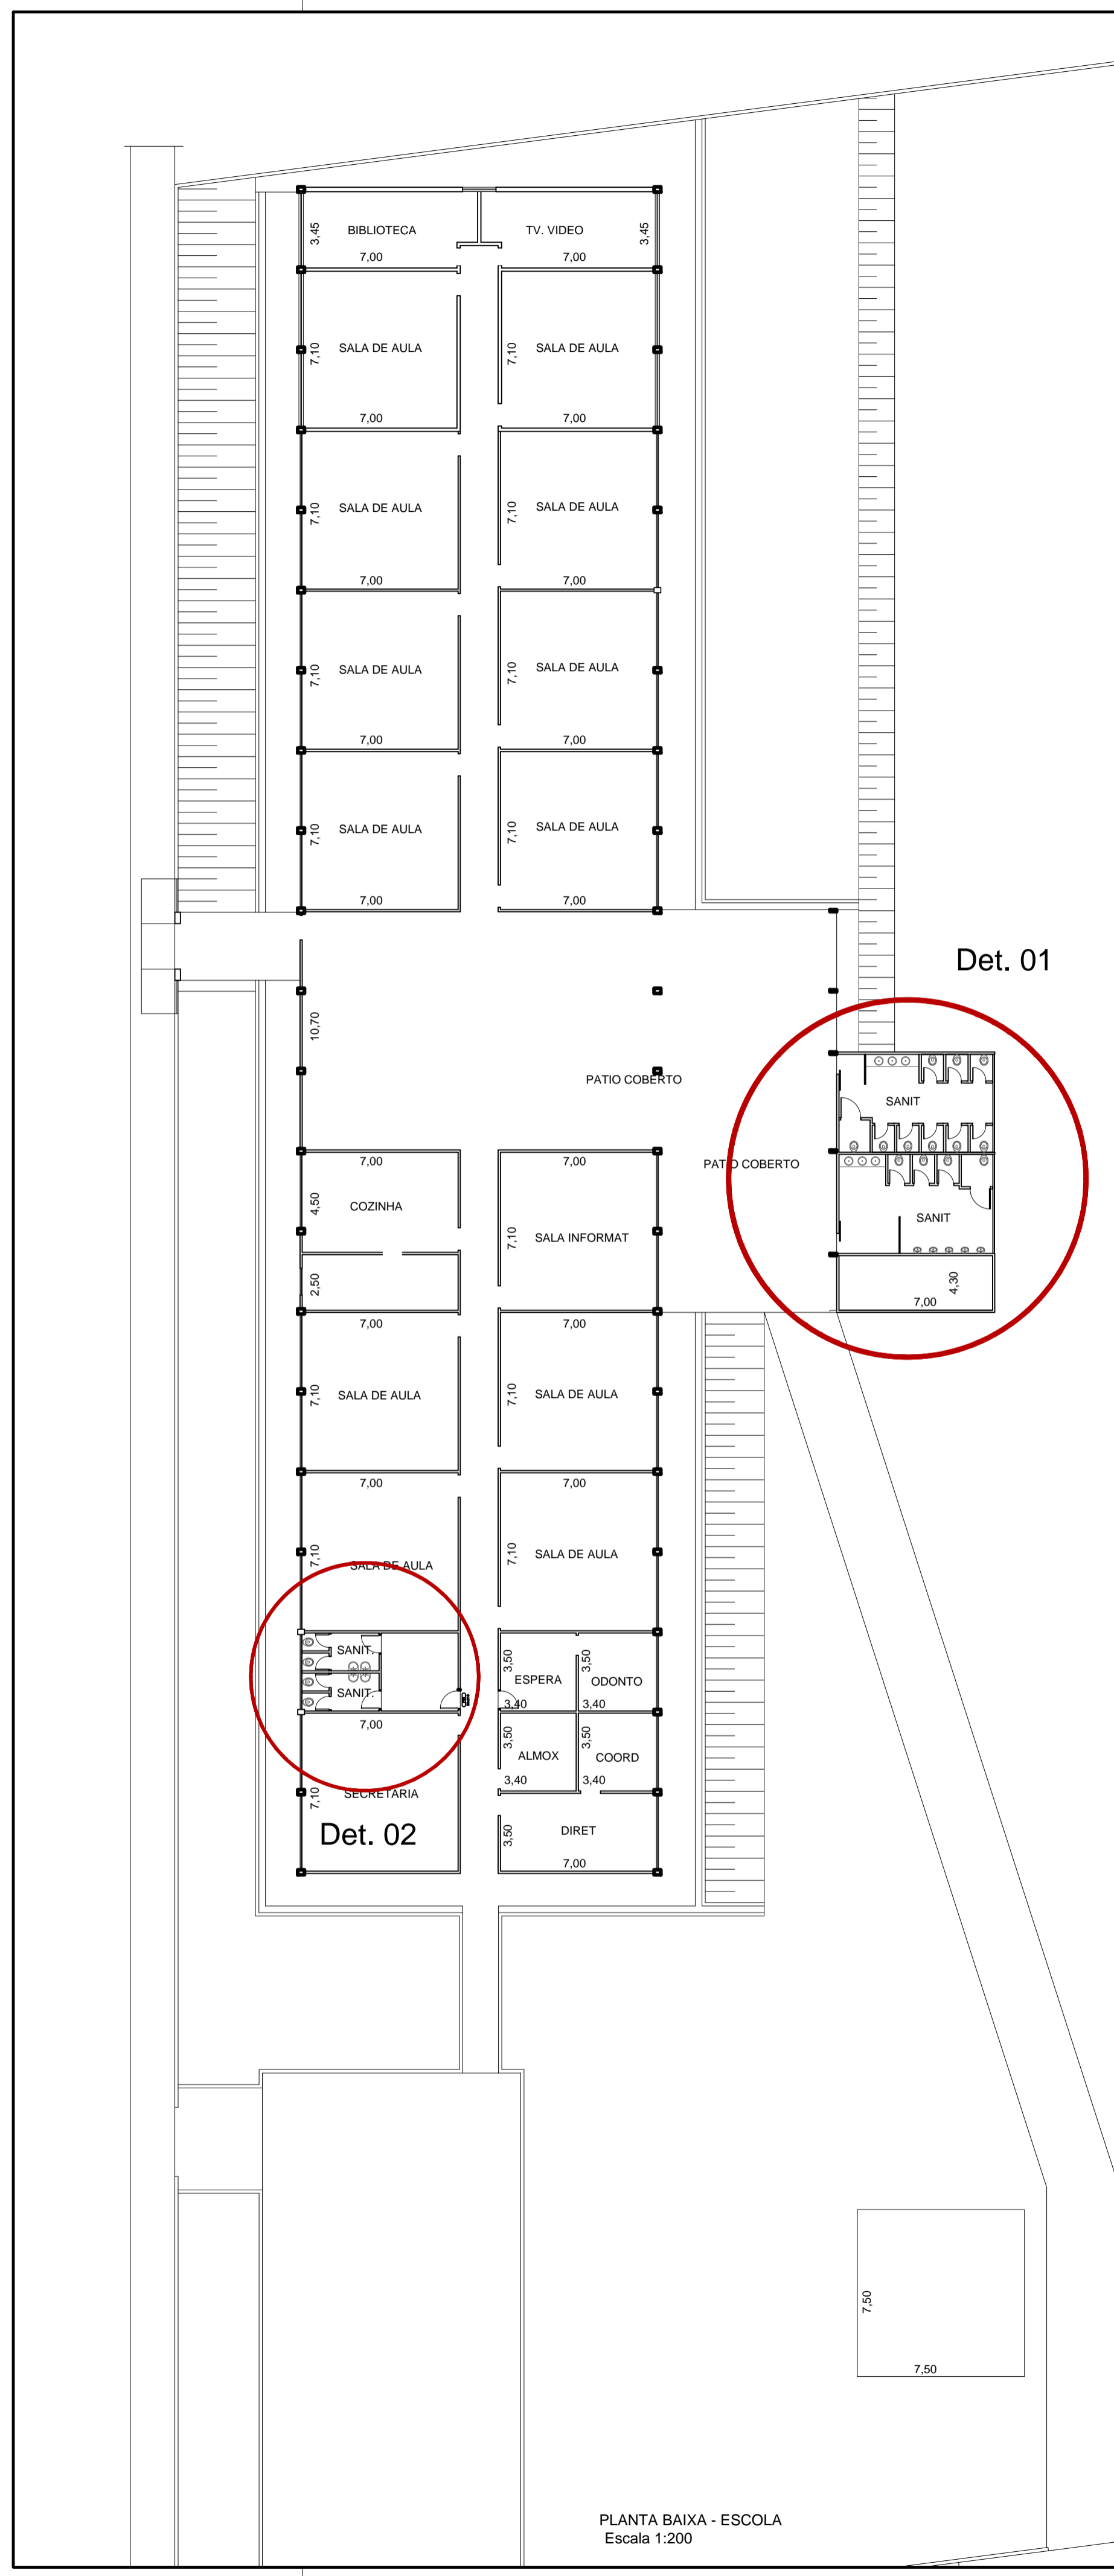 BIBLIOTECA
TV. VIDEO
3,45
3,45
7,00
7,00
SALA DE AULA
SALA DE AULA
7,10
7,10
7,00
7,00
SALA DE AULA
SALA DE AULA
7,10
7,10
7,00
7,00
SALA DE AULA
SALA DE AULA
7,10
7,10
7,00
7,00
SALA DE AULA
SALA DE AULA
7,10
7,10
7,00
7,00
Det. 01
10,70
PATIO COBERTO
SANIT
PATIO COBERTO
7,00
7,00
COZINHA
4,50
SALA INFORMAT
7,10
SANIT
2,50
4,30
7,00
7,00
7,00
SALA DE AULA
SALA DE AULA
7,10
7,10
7,00
7,00
SALA DE AULA
SALA DE AULA
7,10
7,10
SANIT.
SANIT.
3,50
ESPERA
3,50
ODONTO
3,40
3,40
7,00
3,50
ALMOX
3,50
COORD
3,40
3,40
7,10
SECRETARIA
Det. 02
DIRET
3,50
7,00
7,50
7,50
PLANTA BAIXA - ESCOLA
Escala 1:200